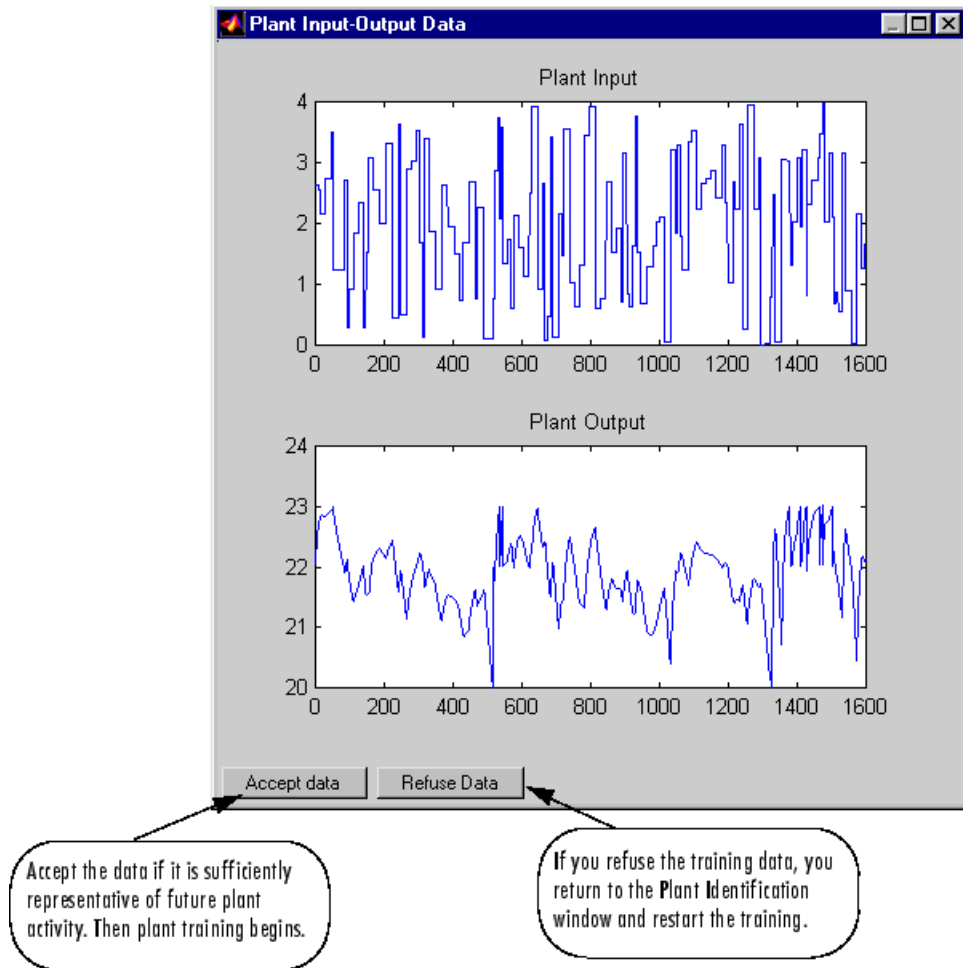 Plant Input-Output Data
Plant Input
4
3
2
1
0
0 200 400 600 800 1000 1200 1400 1600
Plant Output
24
23
22
21
20
0 200 400 600 800 1000 1200 1400 1600
Accept data Refuse Data
Accept the data if it is sufficiently
representative of future plant
activity. Then plant training begins.
If you refuse the training data, you
return to the Plant Identification
window and restart the training.